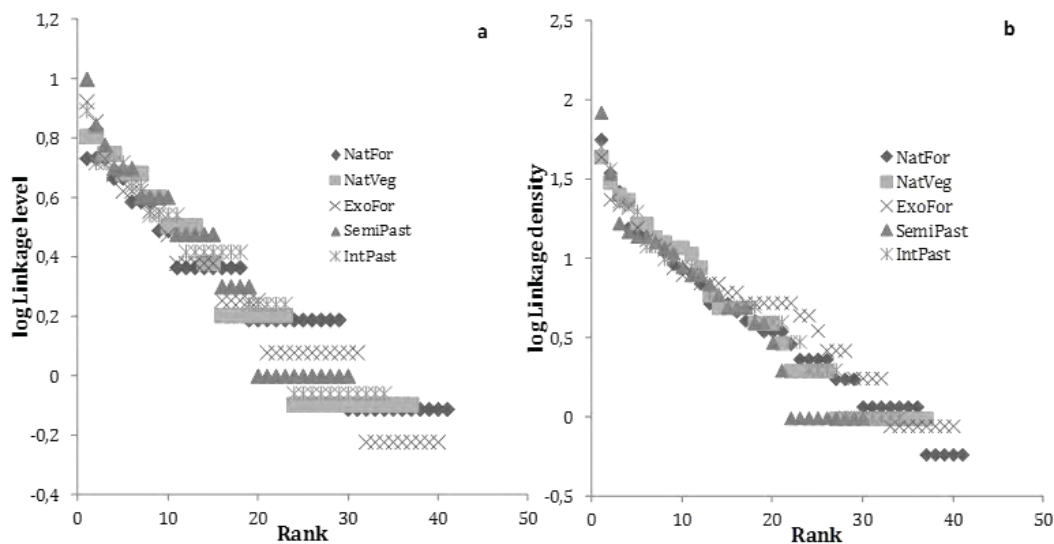 1,2
1
0,8
0,6
0,4
0,2
0
-0,2
-0,4
0
10
20
30
40
50
log Linkage level
Rank
a
NatFor
NatVeg
ExoFor
SemiPast
IntPast
2,5
2
1,5
1
0,5
0
-0,5
0
10
20
30
40
50
log Linkage density
Rank
b
NatFor
NatVeg
ExoFor
SemiPast
IntPast